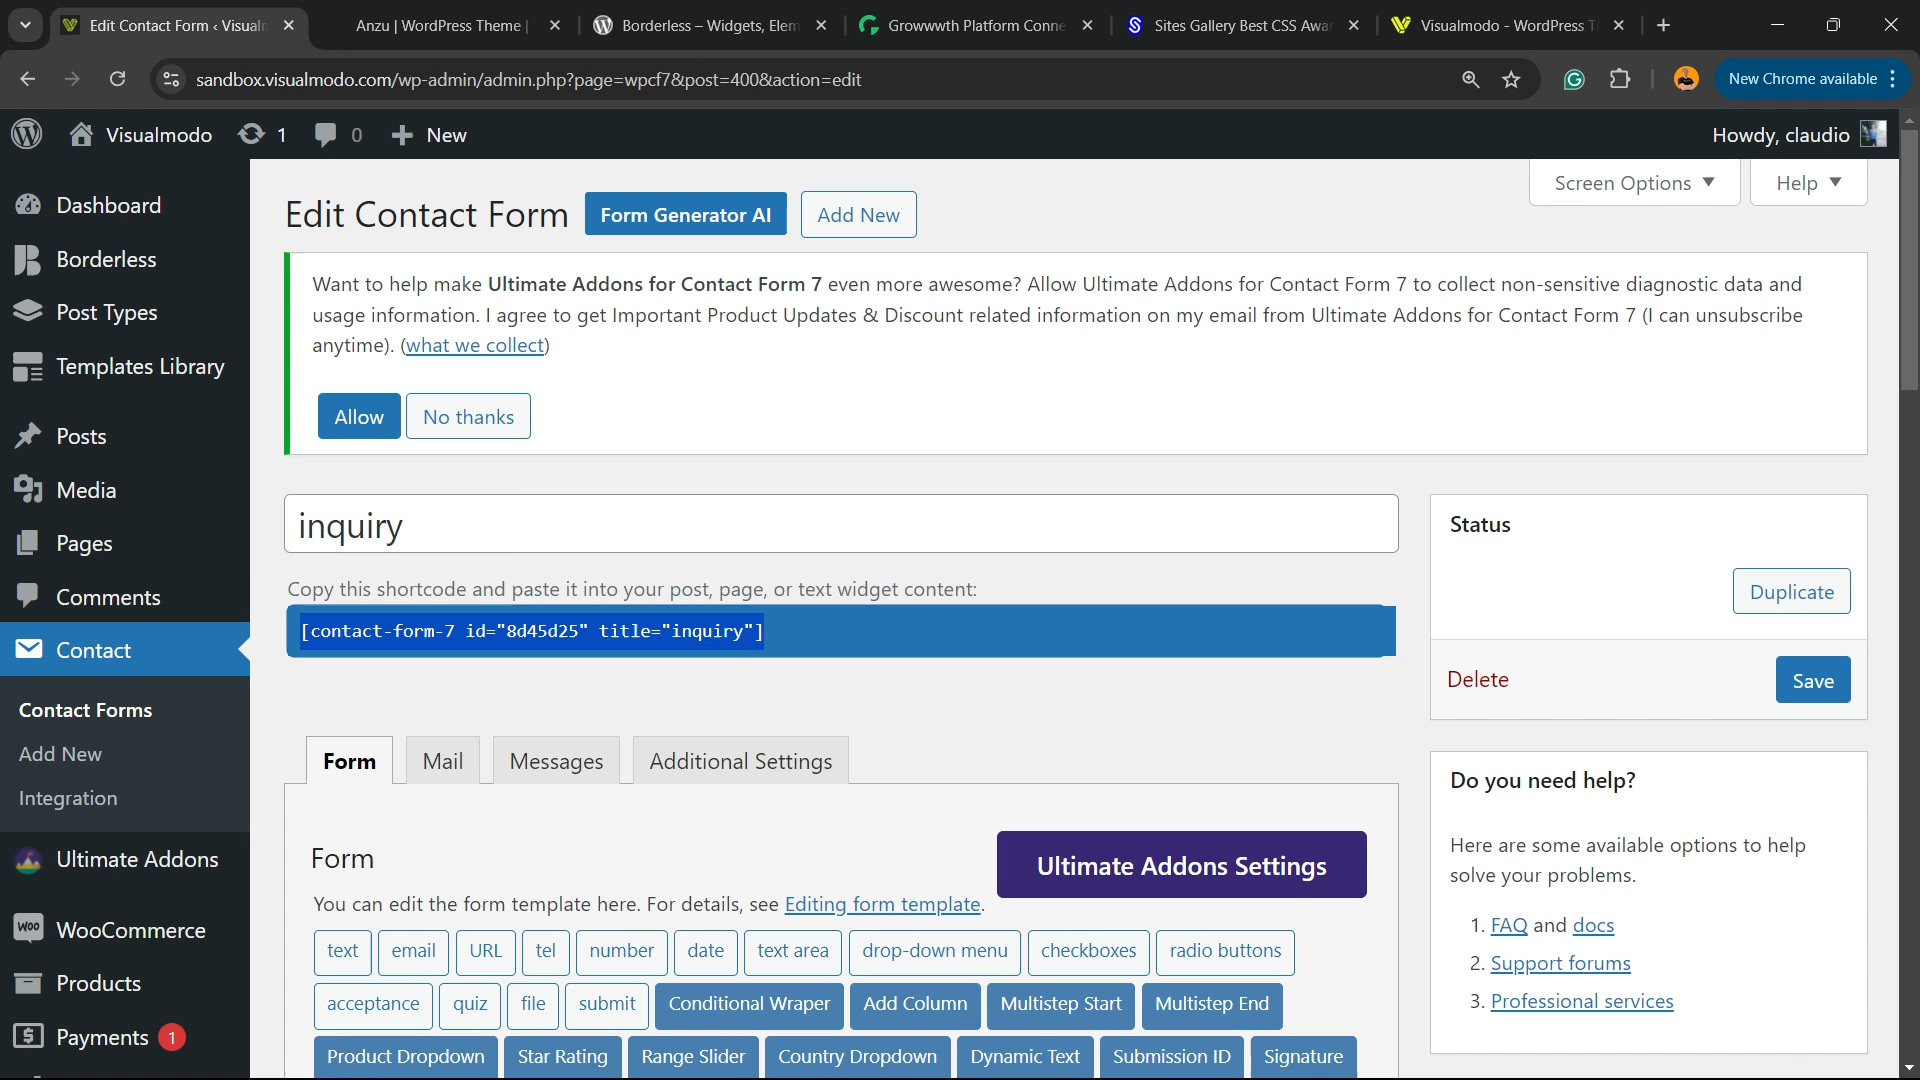 Edit Contact Form ‹ Visualm
Anzu | WordPress Theme |
Borderless – Widgets, Elem
Growwwth Platform Conne
Sites Gallery Best CSS Awa
Visualmodo - WordPress T
sandbox.visualmodo.com/wp-admin/admin.php?page=wpcf7&post=400&action=edit
New Chrome available
Visualmodo
1
0
New
Howdy, claudio
Dashboard
Borderless
Post Types
Templates Library
Posts
Media
Pages
Comments
Contact
Contact Forms
Add New
Integration
Ultimate Addons
WOO WooCommerce
Products
Payments 1
Screen Options
Help
Edit Contact Form
Form Generator AI
Add New
Want to help make Ultimate Addons for Contact Form 7 even more awesome? Allow Ultimate Addons for Contact Form 7 to collect non-sensitive diagnostic data and
usage information. I agree to get Important Product Updates & Discount related information on my email from Ultimate Addons for Contact Form 7 (I can unsubscribe
anytime). (what we collect)
Allow
No thanks
inquiry
Copy this shortcode and paste it into your post, page, or text widget content:
[contact-form-7 id="8d45d25" title="inquiry"]
Form
Mail
Messages
Additional Settings
Form
Ultimate Addons Settings
You can edit the form template here. For details, see Editing form template.
text
email
URL
tel
number
date
text area
drop-down menu
checkboxes
radio buttons
acceptance
quiz
file
submit
Conditional Wraper
Add Column
Multistep Start
Multistep End
Product Dropdown
Star Rating
Range Slider
Country Dropdown
Dynamic Text
Submission ID
Signature
Status
Duplicate
Delete
Save
Do you need help?
Here are some available options to help
solve your problems.
1. FAQ and docs
2. Support forums
3. Professional services